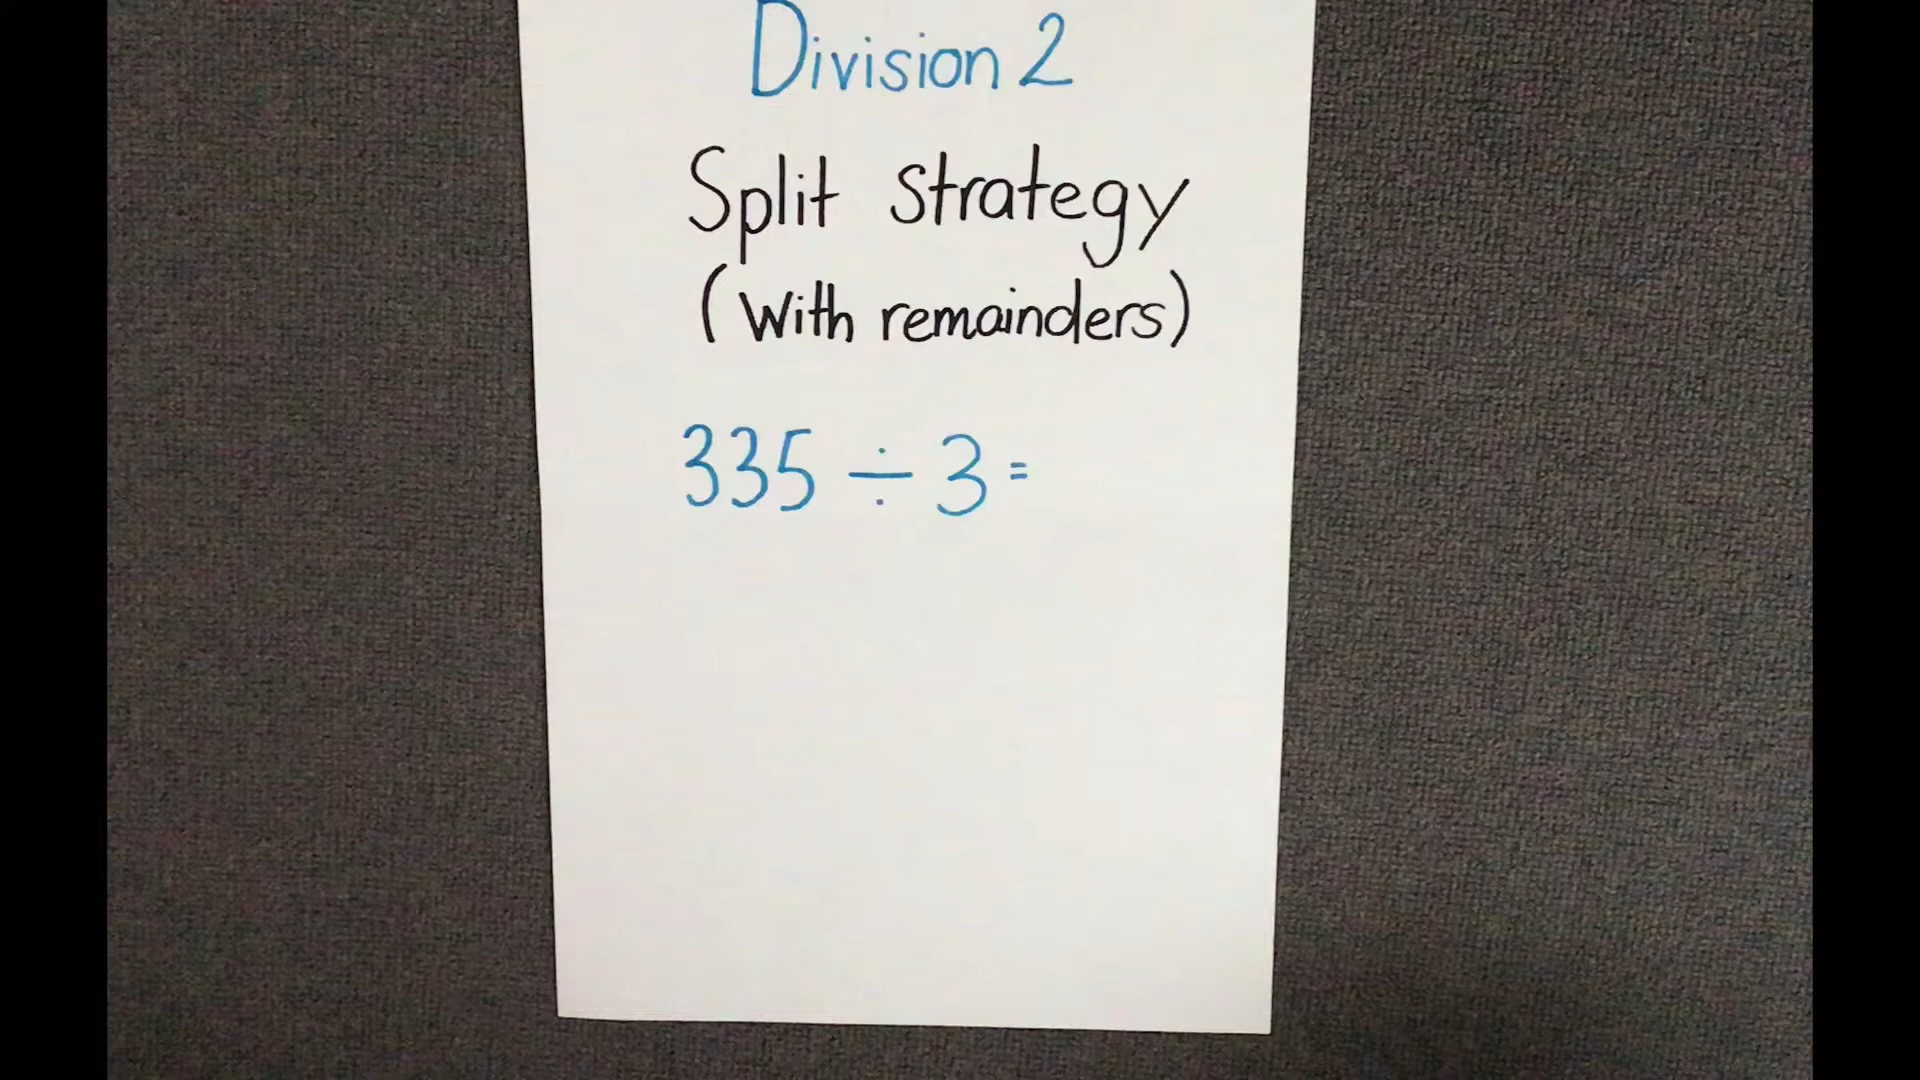 Division 2
Split strategy
(With remainders)
335 ÷ 3 =